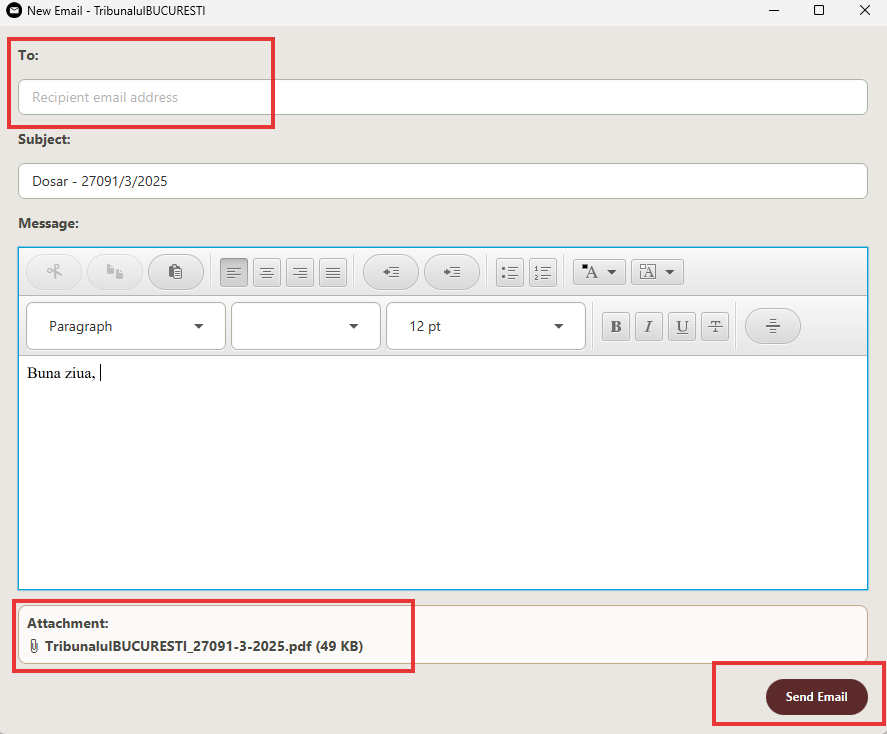 New Email - TribunalulBUCURESTI
To:
Recipient email address
Subject:
Dosar - 27091/3/2025
Message:
A A
Paragraph 12 pt B I U T
Buna ziua,
Attachment:
TribunalulBUCURESTI_27091-3-2025.pdf (49 KB)
Send Email